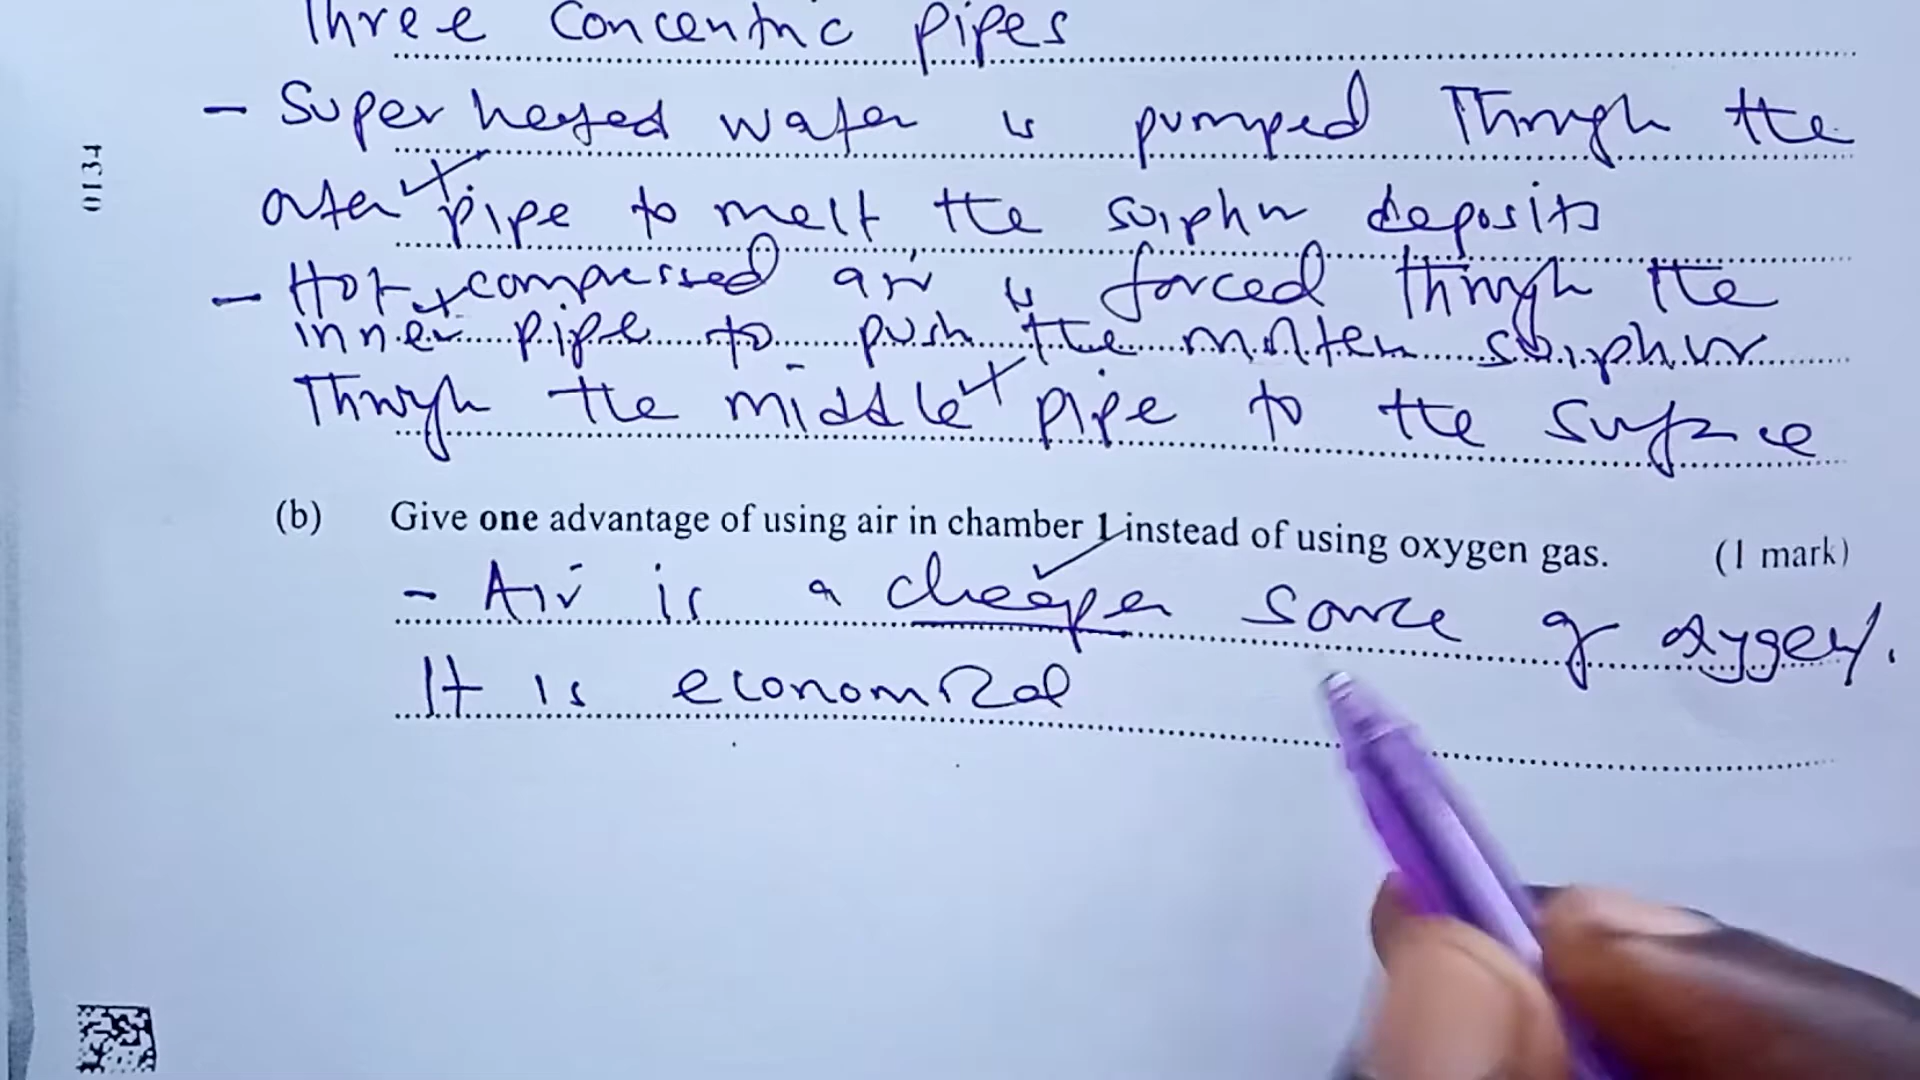 Three Concentric pipes
- Super heated water is pumped Through the
outer pipe to melt the sulphur deposits
- Hot compressed air is forced through the
inner pipe to push the molten sulphur
Through the middle pipe to the surface
(b) Give one advantage of using air in chamber 1 instead of using oxygen gas. (1 mark)
- Air is a cheaper source of oxygen.
It is economical
0134